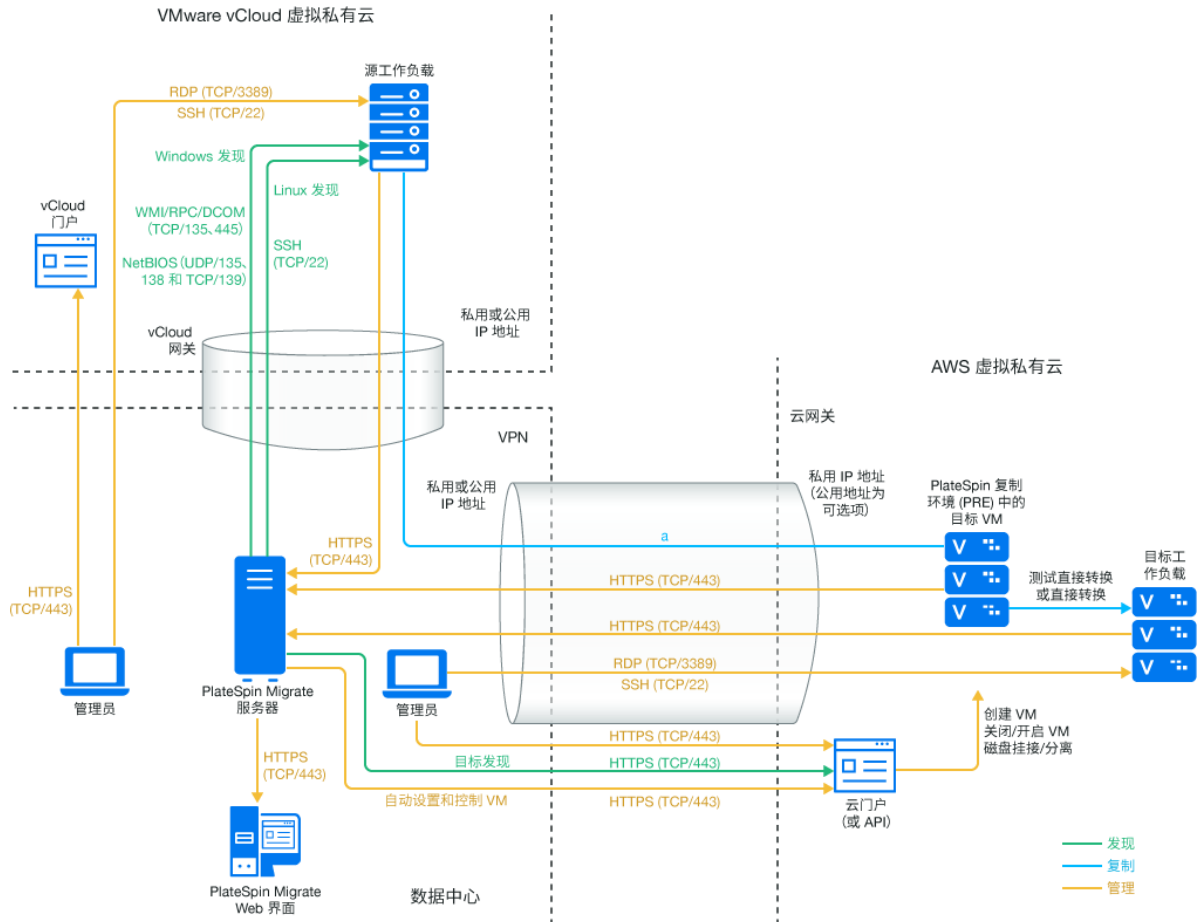 VMware vCloud 虚拟私有云
源工作负载
RDP (TCP/3389)
SSH (TCP/22)
Windows 发现
Linux 发现
vCloud
门户
WMI/RPC/DCOM
(TCP/135、445)
SSH
(TCP/22)
NetBIOS (UDP/135、
138 和 TCP/139)
私用或公用
IP 地址
vCloud
网关
AWS 虚拟私有云
云网关
VPN
私用或公用
IP 地址
私用 IP 地址
(公用地址为
可选项)
PlateSpin 复制
环境 (PRE) 中的
目标 VM
a
HTTPS
(TCP/443)
HTTPS (TCP/443)
目标工
作负载
测试直接转换
或直接转换
HTTPS
(TCP/443)
HTTPS (TCP/443)
RDP (TCP/3389)
SSH (TCP/22)
管理员
PlateSpin Migrate
服务器
管理员
创建 VM
关闭/开启 VM
磁盘挂接/分离
HTTPS (TCP/443)
HTTPS
(TCP/443)
目标发现
HTTPS (TCP/443)
自动设置和控制 VM
HTTPS (TCP/443)
云门户
(或 API)
PlateSpin Migrate
Web 界面
数据中心
发现
复制
管理